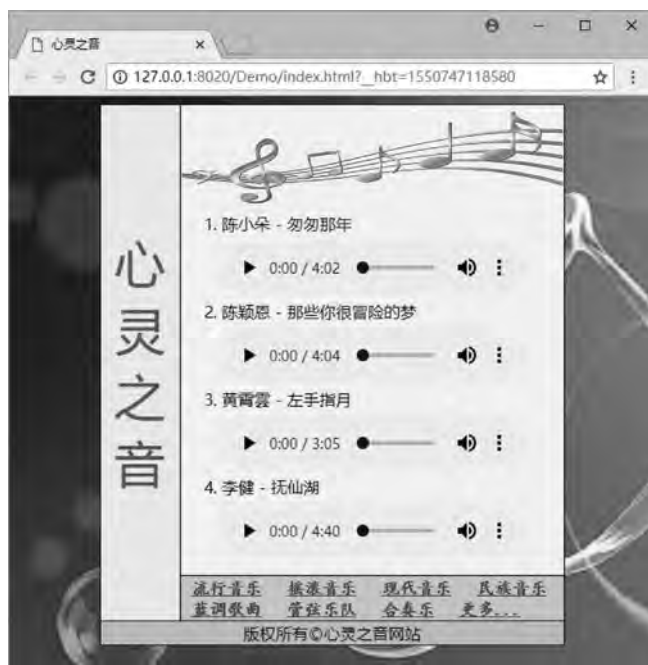 心灵之音
127.0.0.1:8020/Demo/index.html?__hbt=1550747118580
心灵之音
1. 陈小朵 - 匆匆那年
0:00 / 4:02
2. 陈颖恩 - 那些你很冒险的梦
0:00 / 4:04
3. 黄霄雲 - 左手指月
0:00 / 3:05
4. 李健 - 抚仙湖
0:00 / 4:40
流行音乐 摇滚音乐 现代音乐 民族音乐
蓝调歌曲 管弦乐队 合奏乐 更多...
版权所有©心灵之音网站